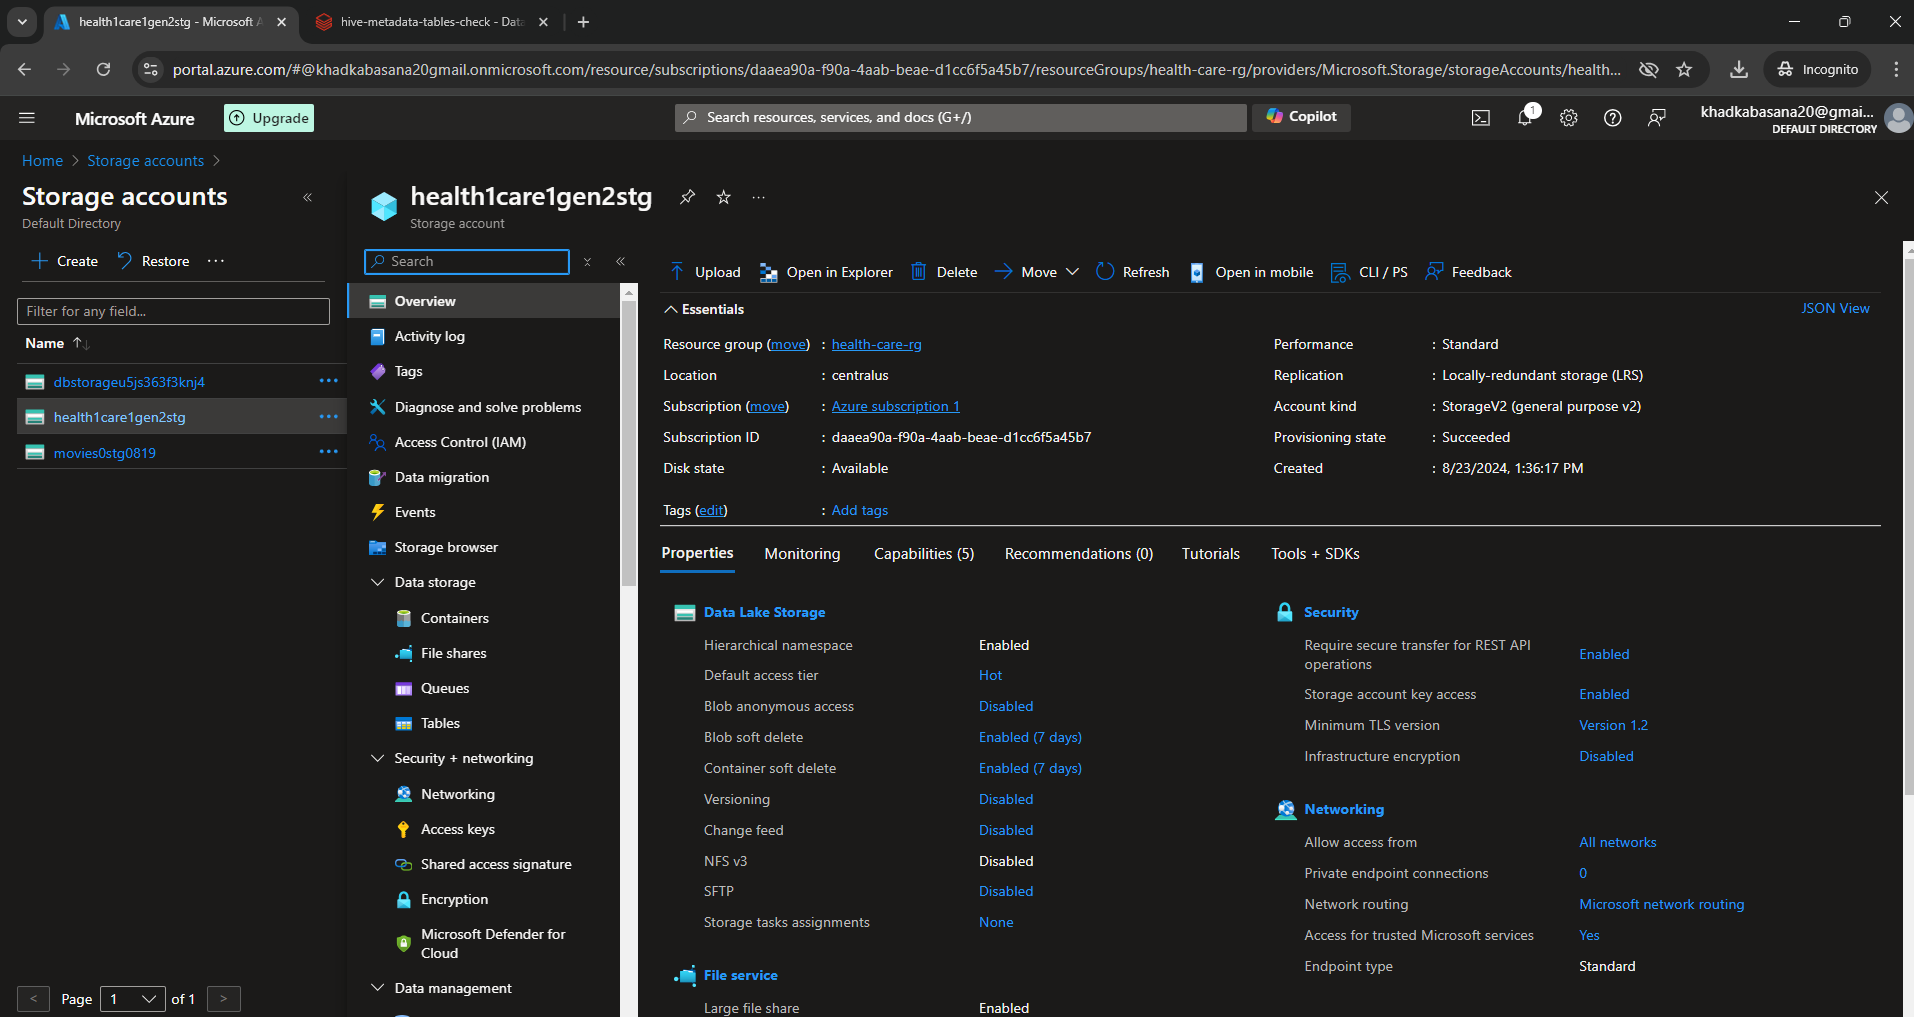 health1care1gen2stg - Microsoft A
hive-metadata-tables-check - Data
portal.azure.com/#@khadkabasana20gmail.onmicrosoft.com/resource/subscriptions/daaea90a-f90a-4aab-beae-d1cc6f5a45b7/resourceGroups/health-care-rg/providers/Microsoft.Storage/storageAccounts/health...
Incognito
Microsoft Azure
Upgrade
Search resources, services, and docs (G+/)
Copilot
1
khadkabasana20@gmai...
DEFAULT DIRECTORY
Home > Storage accounts >
Storage accounts
Default Directory
Create
Restore
Filter for any field...
Name
dbstorageu5js363f3knj4
health1care1gen2stg
movies0stg0819
< Page 1 of 1 >
health1care1gen2stg
Storage account
Search
Overview
Activity log
Tags
Diagnose and solve problems
Access Control (IAM)
Data migration
Events
Storage browser
Data storage
Containers
File shares
Queues
Tables
Security + networking
Networking
Access keys
Shared access signature
Encryption
Microsoft Defender for
Cloud
Data management
Upload
Open in Explorer
Delete
Move
Refresh
Open in mobile
CLI / PS
Feedback
Essentials
JSON View
Resource group (move) : health-care-rg
Location : centralus
Subscription (move) : Azure subscription 1
Subscription ID : daaea90a-f90a-4aab-beae-d1cc6f5a45b7
Disk state : Available
Performance : Standard
Replication : Locally-redundant storage (LRS)
Account kind : StorageV2 (general purpose v2)
Provisioning state : Succeeded
Created : 8/23/2024, 1:36:17 PM
Tags (edit) : Add tags
Properties
Monitoring
Capabilities (5)
Recommendations (0)
Tutorials
Tools + SDKs
Data Lake Storage
Hierarchical namespace Enabled
Default access tier Hot
Blob anonymous access Disabled
Blob soft delete Enabled (7 days)
Container soft delete Enabled (7 days)
Versioning Disabled
Change feed Disabled
NFS v3 Disabled
SFTP Disabled
Storage tasks assignments None
File service
Large file share Enabled
Security
Require secure transfer for REST API
operations Enabled
Storage account key access Enabled
Minimum TLS version Version 1.2
Infrastructure encryption Disabled
Networking
Allow access from All networks
Private endpoint connections 0
Network routing Microsoft network routing
Access for trusted Microsoft services Yes
Endpoint type Standard